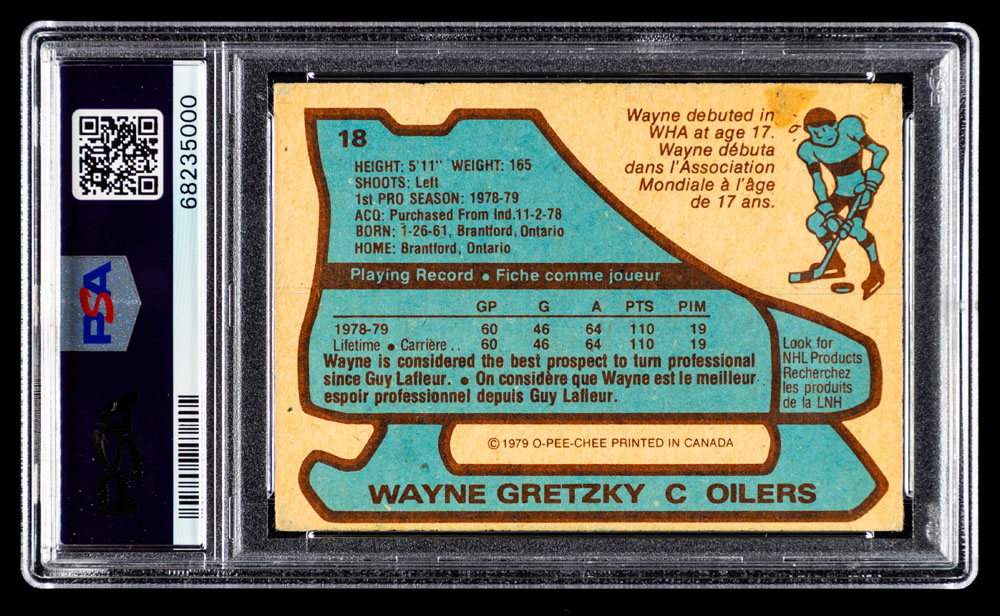 68235000
PSA
PSA
18
HEIGHT: 5'11" WEIGHT: 165
SHOOTS: Left
1st PRO SEASON: 1978-79
ACQ: Purchased From Ind.11-2-78
BORN: 1-26-61, Brantford, Ontario
HOME: Brantford, Ontario
Wayne debuted in
WHA at age 17.
Wayne débuta
dans l'Association
Mondiale à l'âge
de 17 ans.
Playing Record • Fiche comme joueur
GP G A PTS PIM
1978-79 60 46 64 110 19
Lifetime • Carrière .. 60 46 64 110 19
Wayne is considered the best prospect to turn professional
since Guy Lafleur. • On considère que Wayne est le meilleur
espoir professionnel depuis Guy Lafleur.
Look for
NHL Products
Recherchez
les produits
de la LNH
© 1979 O-PEE-CHEE PRINTED IN CANADA
WAYNE GRETZKY C OILERS